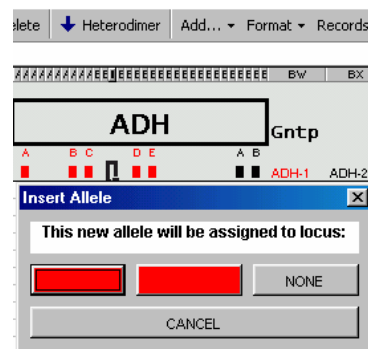 elete Heterodimer Add... Format Records
BW BX
ADH
Gntp
A B C D E A B
ADH-1 ADH-2
Insert Allele
This new allele will be assigned to locus:
NONE
CANCEL